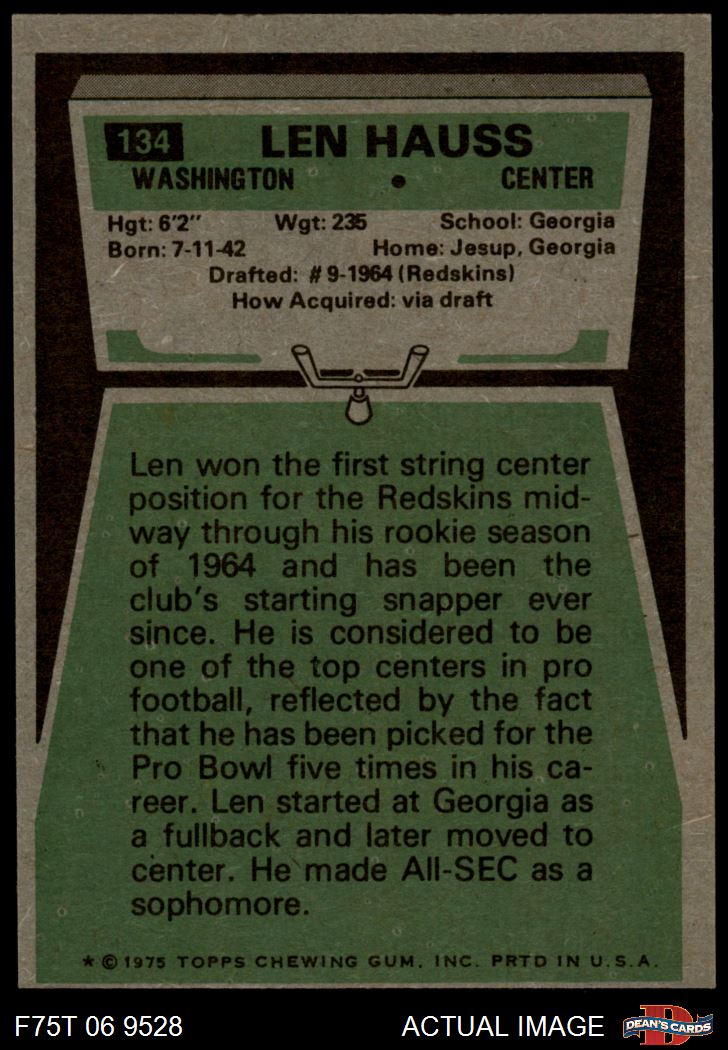 134 LEN HAUSS
WASHINGTON • CENTER
Hgt: 6'2" Wgt: 235 School: Georgia
Born: 7-11-42 Home: Jesup, Georgia
Drafted: #9-1964 (Redskins)
How Acquired: via draft
Len won the first string center
position for the Redskins mid-
way through his rookie season
of 1964 and has been the
club's starting snapper ever
since. He is considered to be
one of the top centers in pro
football, reflected by the fact
that he has been picked for the
Pro Bowl five times in his ca-
reer. Len started at Georgia as
a fullback and later moved to
center. He made All-SEC as a
sophomore.
* © 1975 TOPPS CHEWING GUM, INC. PRTD IN U.S.A.
F75T 06 9528 ACTUAL IMAGE D DEAN'S CARDS